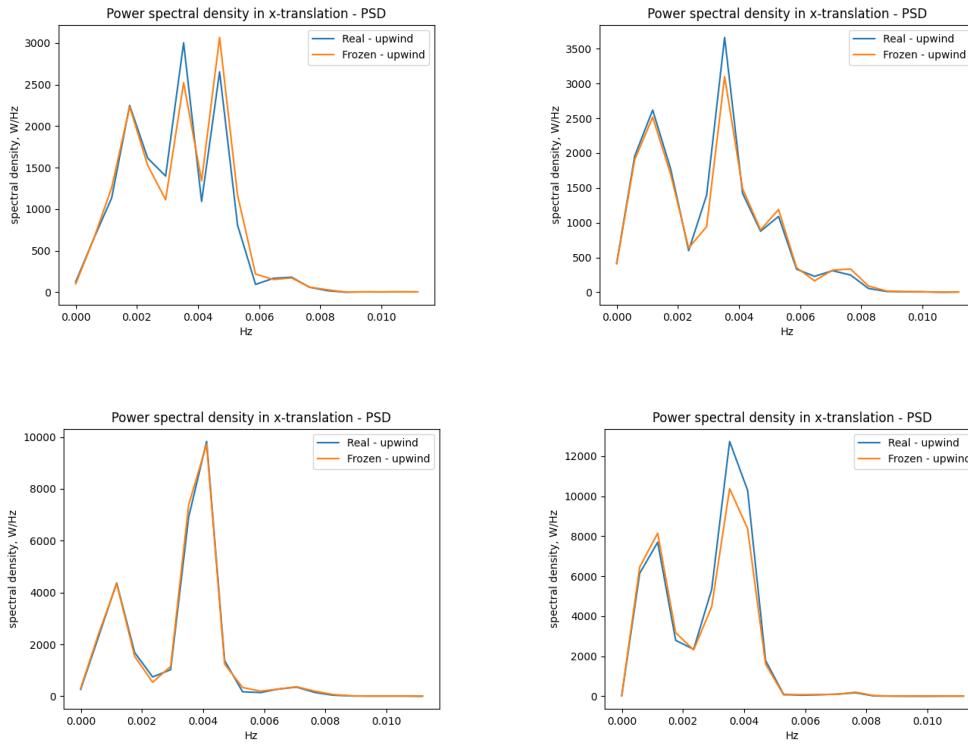 Power spectral density in x-translation - PSD
spectral density, W/Hz
3000
2500
2000
1500
1000
500
0
0.000 0.002 0.004 0.006 0.008 0.010
Hz
Real - upwind
Frozen - upwind
Power spectral density in x-translation - PSD
spectral density, W/Hz
3500
3000
2500
2000
1500
1000
500
0
0.000 0.002 0.004 0.006 0.008 0.010
Hz
Real - upwind
Frozen - upwind
Power spectral density in x-translation - PSD
spectral density, W/Hz
10000
8000
6000
4000
2000
0
0.000 0.002 0.004 0.006 0.008 0.010
Hz
Real - upwind
Frozen - upwind
Power spectral density in x-translation - PSD
spectral density, W/Hz
12000
10000
8000
6000
4000
2000
0
0.000 0.002 0.004 0.006 0.008 0.010
Hz
Real - upwind
Frozen - upwind